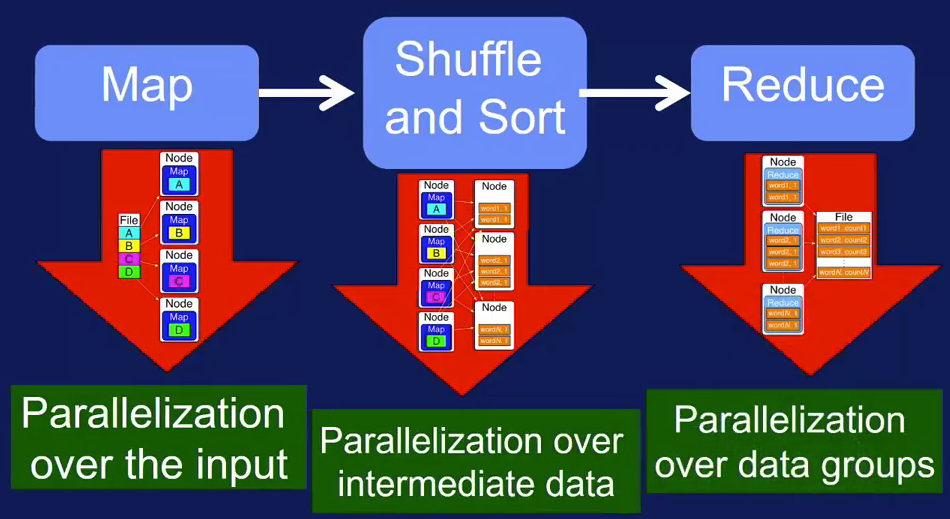 Map
Shuffle
and Sort
Reduce
File
A
B
C
D
Node
Map
A
Node
Map
B
Node
Map
C
Node
Map
D
Node
Map
A
Node
Map
B
Node
Map
C
Node
Map
D
Node
word1, 1
word1, 1
Node
word2, 1
word2, 1
word2, 1
Node
wordN, 1
wordN, 1
Node
Reduce
word1, 1
word1, 1
Node
Reduce
word2, 1
word2, 1
word2, 1
Node
Reduce
wordN, 1
wordN, 1
File
word1, count1
word2, count2
word3, count3
⋮
wordN, countN
Parallelization
over the input
Parallelization over
intermediate data
Parallelization
over data groups